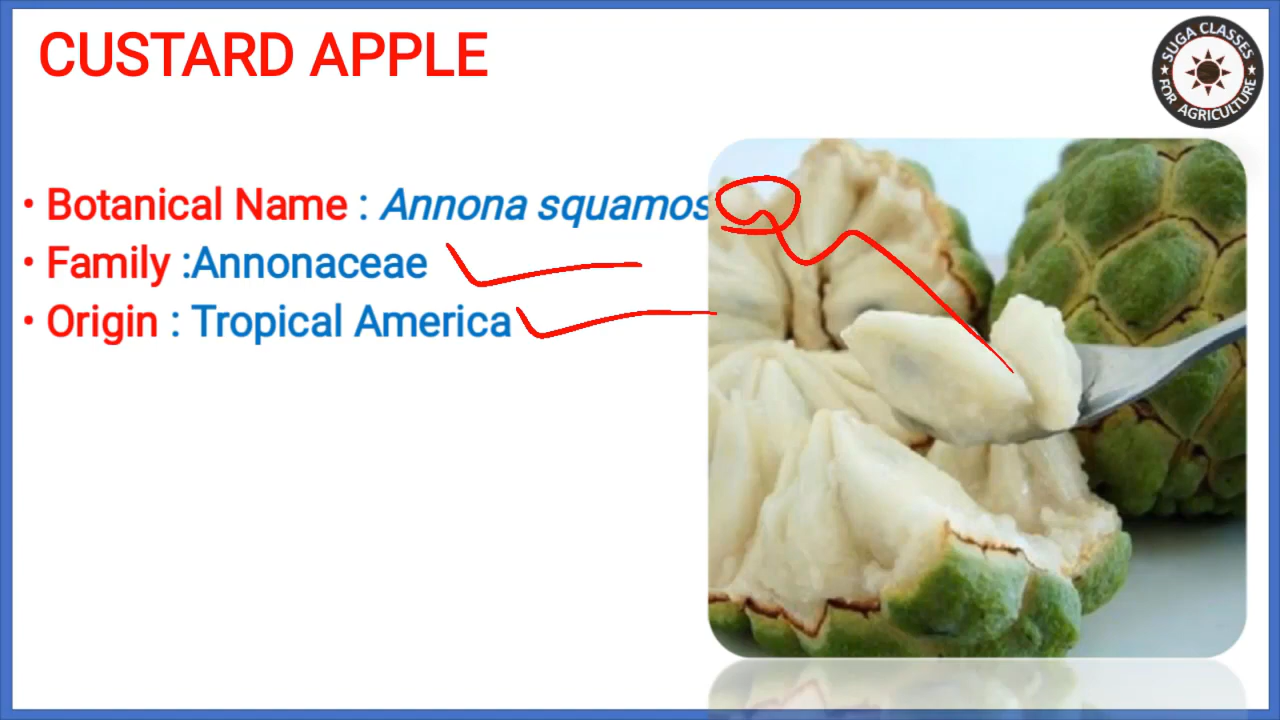 CUSTARD APPLE
SUGA CLASSES
FOR AGRICULTURE
• Botanical Name : Annona squamos
• Family :Annonaceae
• Origin : Tropical America